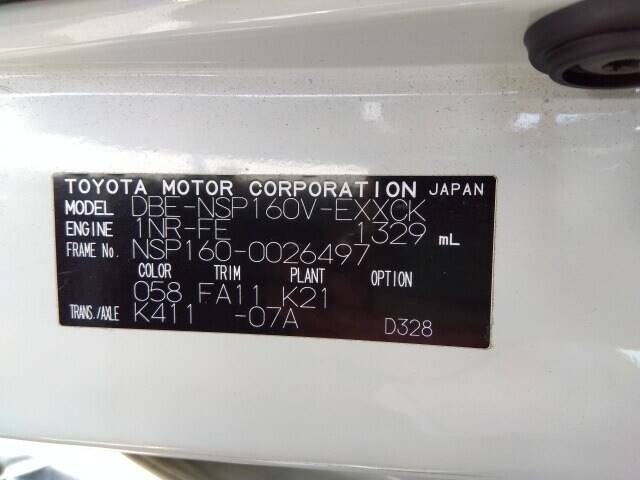 TOYOTA MOTOR CORPORATION JAPAN
MODEL DBE-NSP160V-EXXCK
ENGINE 1NR-FE 1329 mL
FRAME No. NSP160-0026497
COLOR TRIM PLANT OPTION
058 FA11 K21
TRANS./AXLE K411 -07A D328